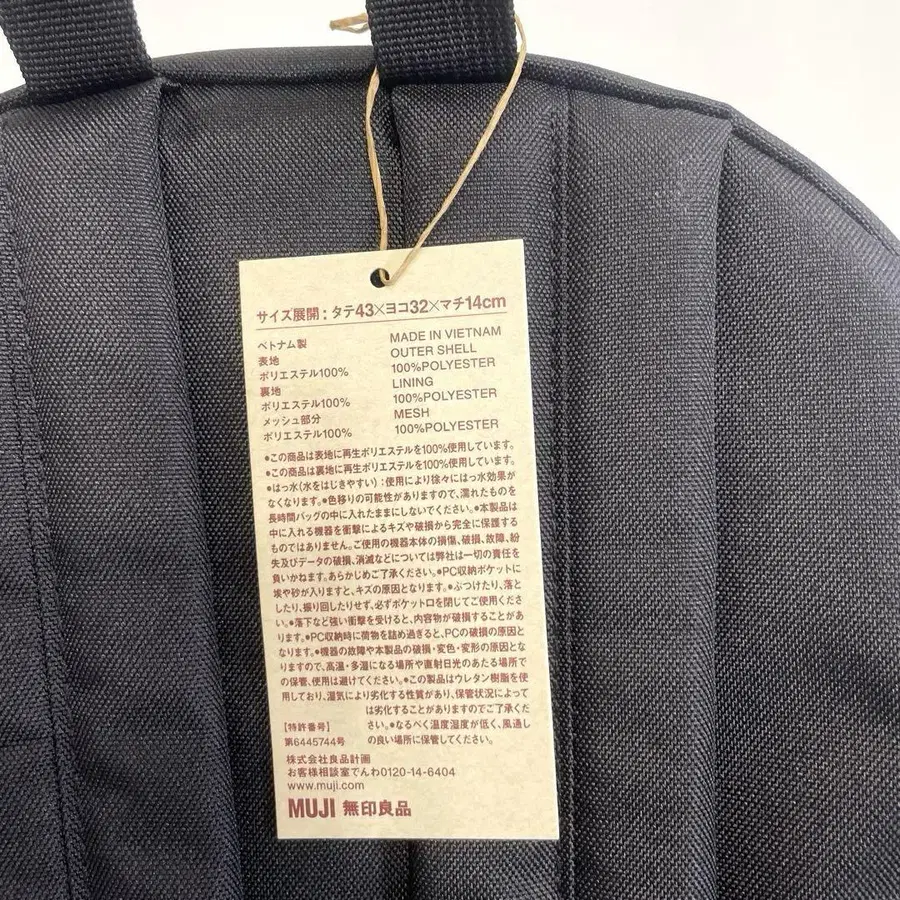 サイズ展開：タテ43×ヨコ32×マチ14cm
ベトナム製 MADE IN VIETNAM
表地 OUTER SHELL
ポリエステル100% 100%POLYESTER
裏地 LINING
ポリエステル100% 100%POLYESTER
メッシュ部分 MESH
ポリエステル100% 100%POLYESTER
●この商品は表地に再生ポリエステルを100%使用しています。
●この商品は裏地に再生ポリエステルを100%使用しています。
●はっ水(水をはじきやすい)：使用により徐々にはっ水効果が
なくなります。●色移りの可能性がありますので、濡れたものを
長時間バッグの中に入れたままにしないでください。●本製品は
中に入れる機器を衝撃によるキズや破損から完全に保護する
ものではありません。ご使用の機器本体の損傷、破損、故障、紛
失及びデータの破損、消滅などについては弊社は一切の責任を
負いかねます。あらかじめご了承ください。●PC収納ポケットに
埃や砂が入りますと、キズの原因となります。●ぶつけたり、落と
したり、振り回したりせず、必ずポケット口を閉じてご使用くださ
い。●落下など強い衝撃を受けると、内容物が破損することがあ
ります。●PC収納時に荷物を詰め過ぎると、PCの破損の原因と
なります。●機器の故障や本製品の破損・変色・変形の原因とな
りますので、高温・多湿になる場所や直射日光のあたる場所で
の保管、使用は避けてください。●この製品はウレタン樹脂を使
用しており、湿気により劣化する性質があり、保管状況によって
は劣化することがありますのでご了承くだ
さい。●なるべく温度湿度が低く、風通し
の良い場所に保管してください。
【特許番号】
第6445744号
株式会社良品計画
お客様相談室でんわ0120-14-6404
www.muji.com
MUJI 無印良品